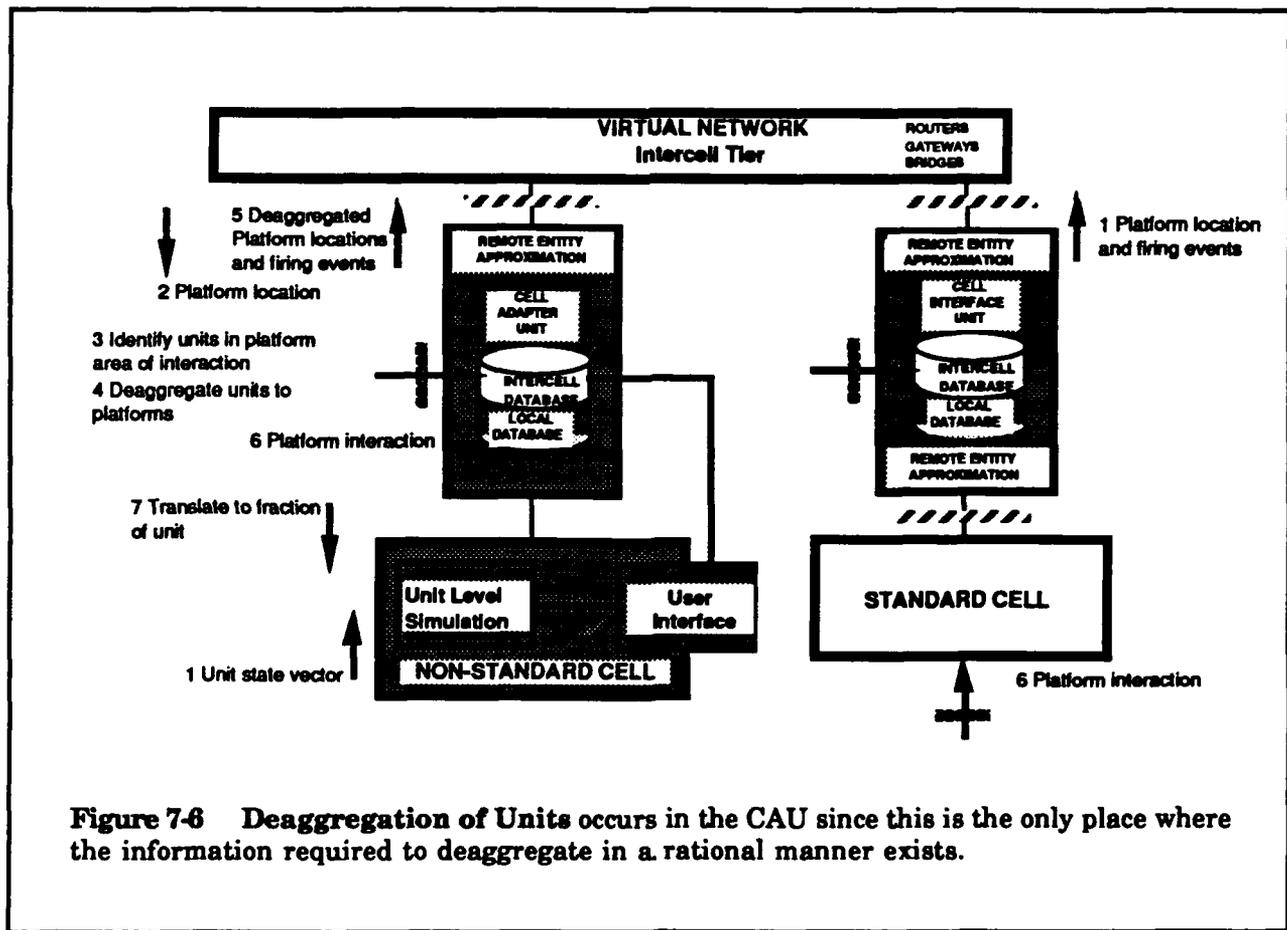 VIRTUAL NETWORK
Intercell Tier
ROUTERS
GATEWAYS
BRIDGES
5 Deaggregated
Platform locations
and firing events
2 Platform location
3 Identify units in platform
area of interaction
4 Deaggregate units to
platforms
6 Platform interaction
7 Translate to fraction
of unit
1 Unit state vector
REMOTE ENTITY
APPROXIMATION
CELL
ADAPTER
UNIT
INTERCELL
DATABASE
LOCAL
DATABASE
Unit Level
Simulation
User
Interface
NON-STANDARD CELL
1 Platform location
and firing events
REMOTE ENTITY
APPROXIMATION
CELL
INTERFACE
UNIT
INTERCELL
DATABASE
LOCAL
DATABASE
REMOTE ENTITY
APPROXIMATION
STANDARD CELL
6 Platform interaction
Figure 7-6 Deaggregation of Units occurs in the CAU since this is the only place where
the information required to deaggregate in a rational manner exists.